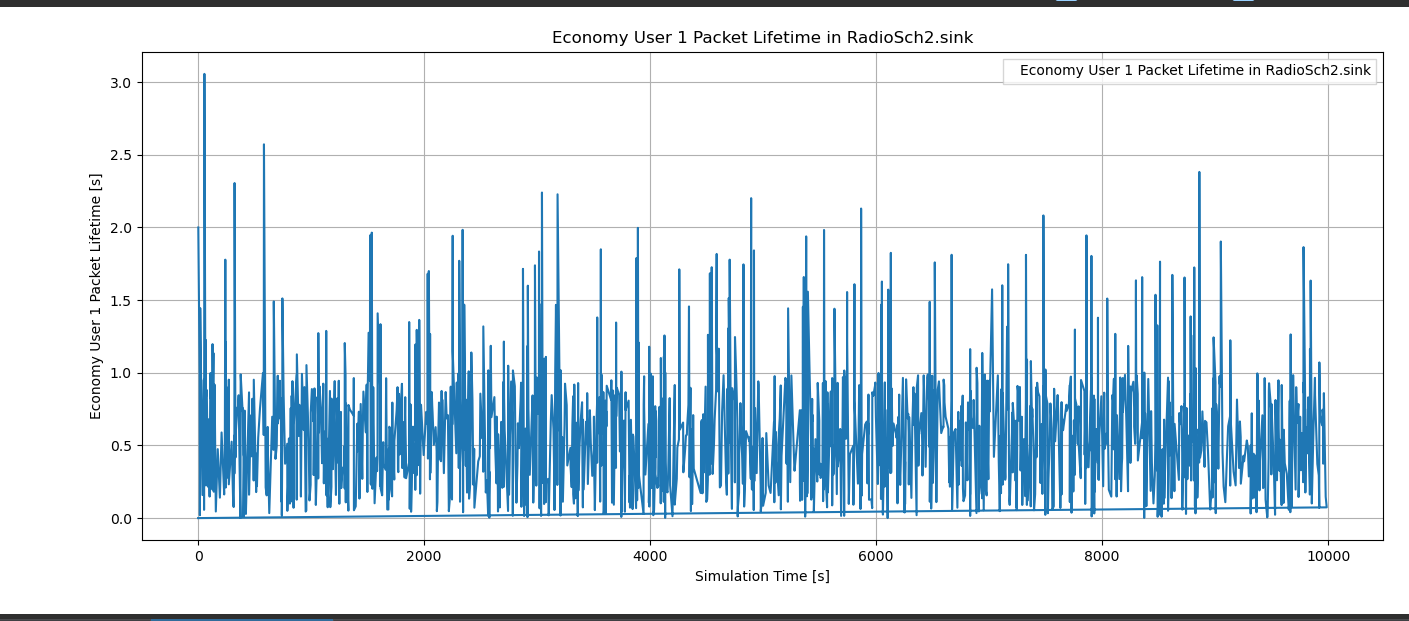 Economy User 1 Packet Lifetime in RadioSch2.sink
Economy User 1 Packet Lifetime in RadioSch2.sink
Economy User 1 Packet Lifetime [s]
3.0
2.5
2.0
1.5
1.0
0.5
0.0
0 2000 4000 6000 8000 10000
Simulation Time [s]